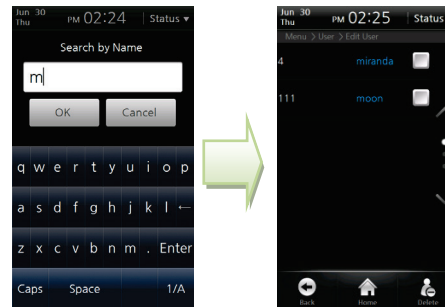 Jun 30
Thu
PM 02:24
Status ▾
Search by Name
m
OK
Cancel
q w e r t y u i o p
a s d f g h j k l ←
z x c v b n m . Enter
Caps Space 1/A
Jun 30
Thu
PM 02:25
Status
Menu > User > Edit User
4 miranda
111 moon
Back Home Delete